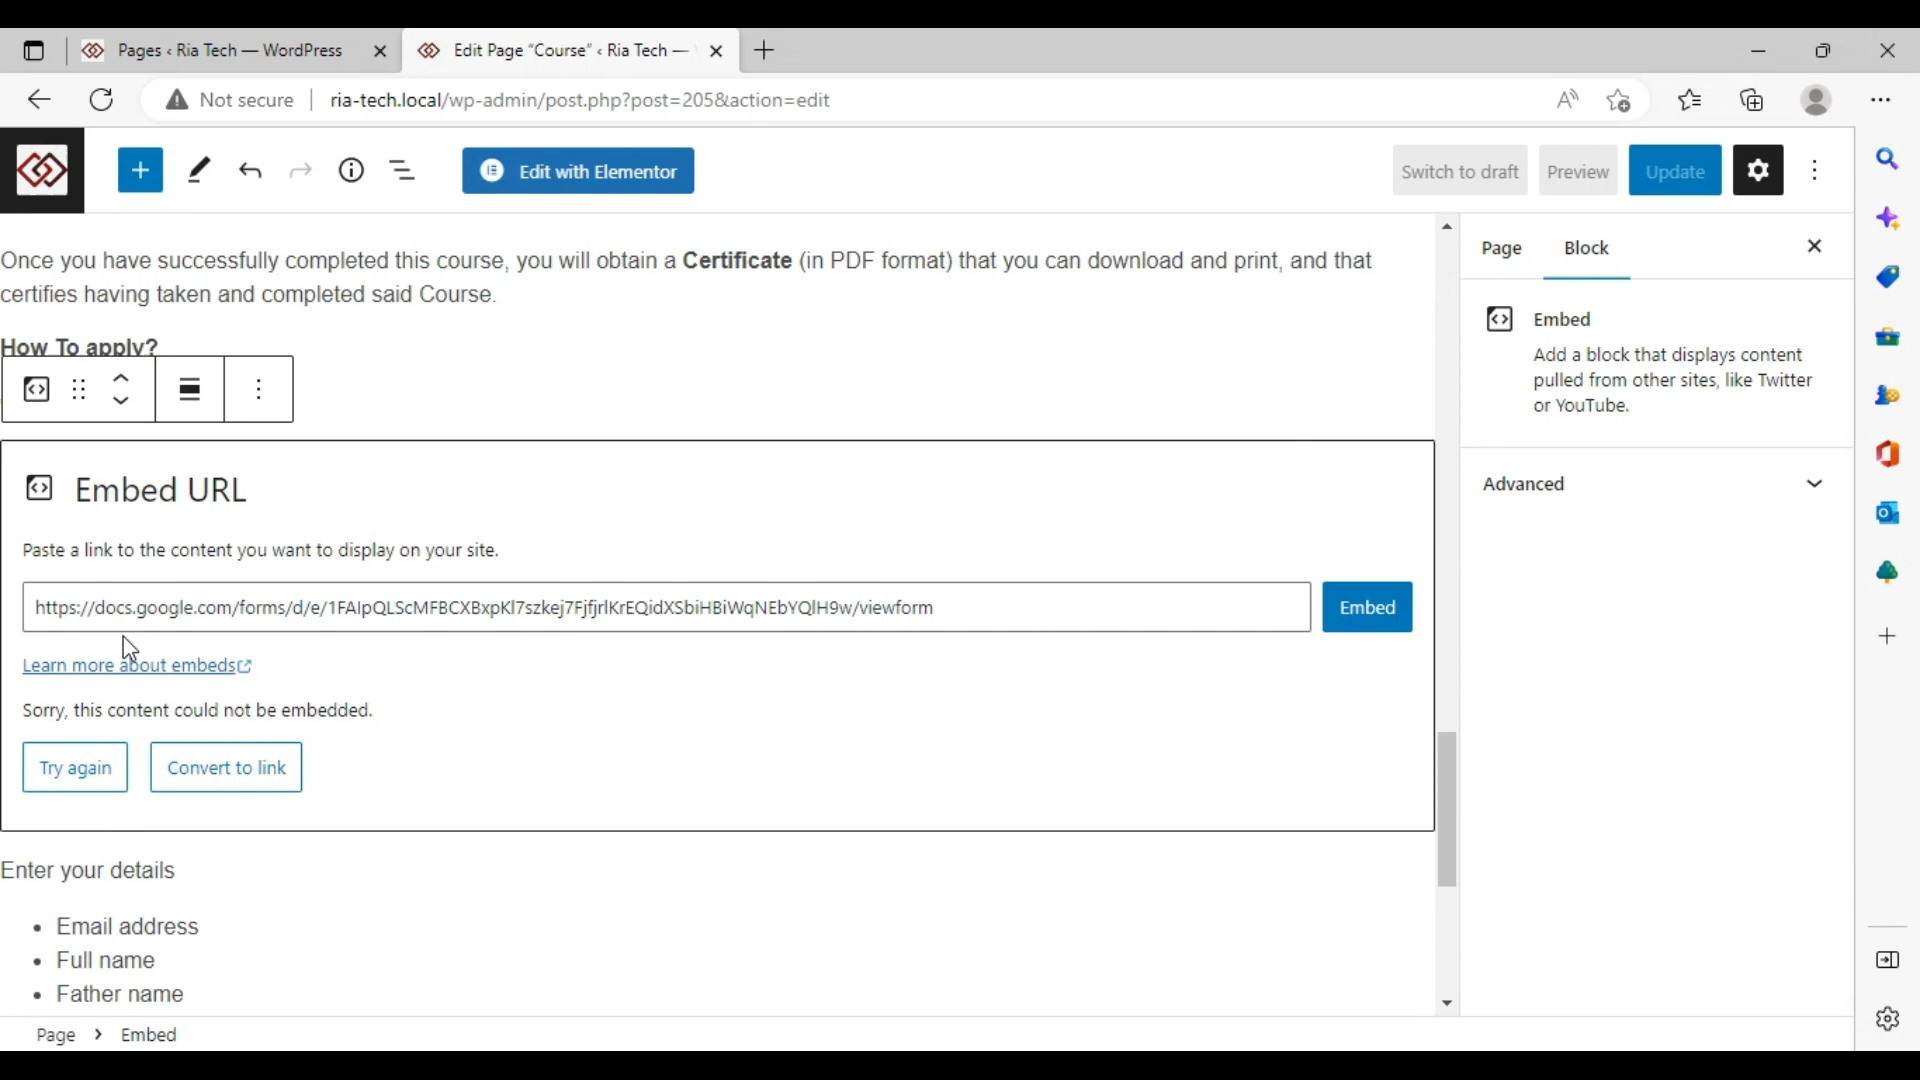 Pages ‹ Ria Tech — WordPress
Edit Page "Course" ‹ Ria Tech —
Not secure
ria-tech.local/wp-admin/post.php?post=205&action=edit
Edit with Elementor
Switch to draft
Preview
Update
Once you have successfully completed this course, you will obtain a Certificate (in PDF format) that you can download and print, and that
certifies having taken and completed said Course.
How To apply?
Embed URL
Paste a link to the content you want to display on your site.
https://docs.google.com/forms/d/e/1FAIpQLScMFBCXBxpKl7szkej7FjfjrlKrEQidXSbiHBiWqNEbYQlH9w/viewform
Embed
Learn more about embeds
Sorry, this content could not be embedded.
Try again
Convert to link
Enter your details
• Email address
• Full name
• Father name
Page › Embed
Page
Block
Embed
Add a block that displays content
pulled from other sites, like Twitter
or YouTube.
Advanced